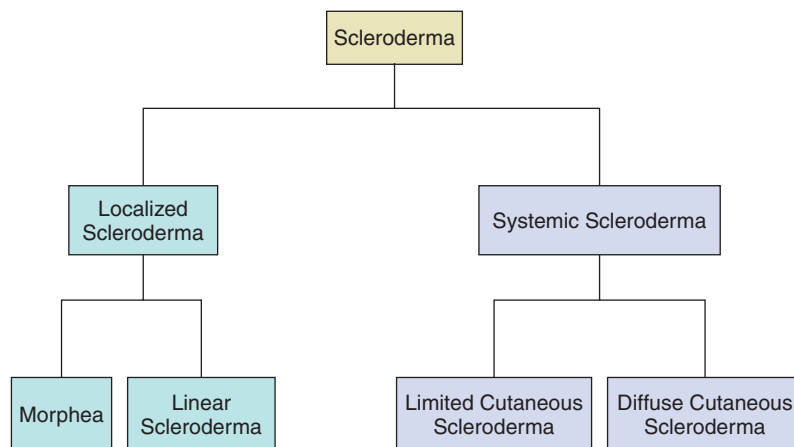 Scleroderma
Localized
Scleroderma
Systemic Scleroderma
Morphea
Linear
Scleroderma
Limited Cutaneous
Scleroderma
Diffuse Cutaneous
Scleroderma